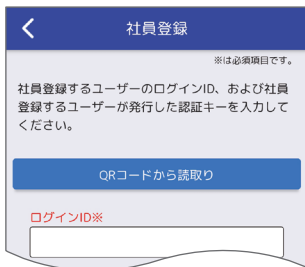 社員登録
※は必須項目です。
社員登録するユーザーのログインID、および社員
登録するユーザーが発行した認証キーを入力して
ください。
QRコードから読取り
ログインID※